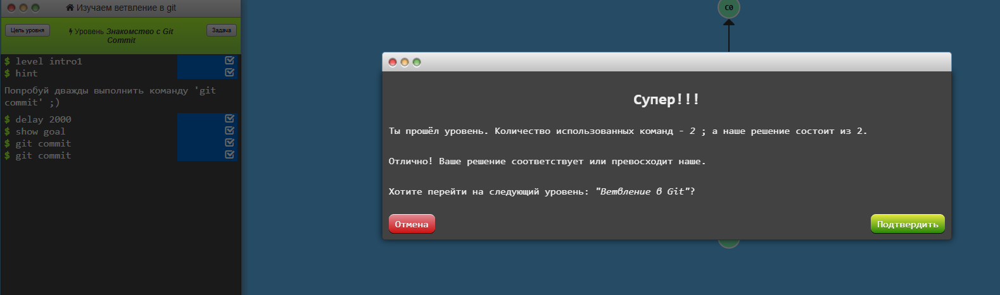 Изучаем ветвление в git
Цель уровня
Уровень Знакомство с Git
Commit
Задача
$ level intro1
$ hint
Попробуй дважды выполнить команду 'git
commit' ;)
$ delay 2000
$ show goal
$ git commit
$ git commit
C0
Супер!!!
Ты прошёл уровень. Количество использованных команд - 2 ; а наше решение состоит из 2.
Отлично! Ваше решение соответствует или превосходит наше.
Хотите перейти на следующий уровень: "Ветвление в Git"?
Отмена
Подтвердить